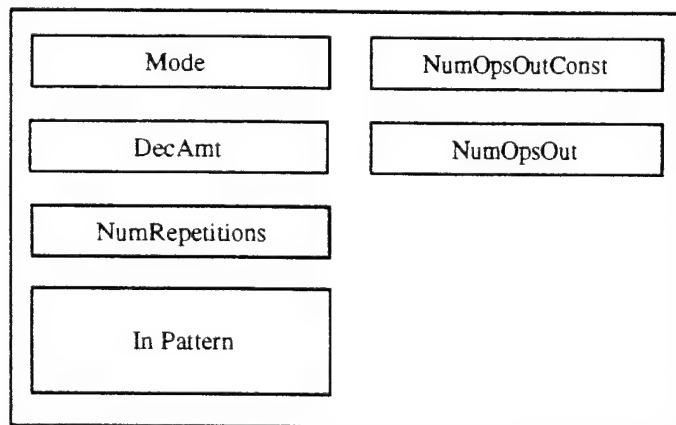 Mode
NumOpsOutConst
DecAmt
NumOpsOut
NumRepetitions
In Pattern